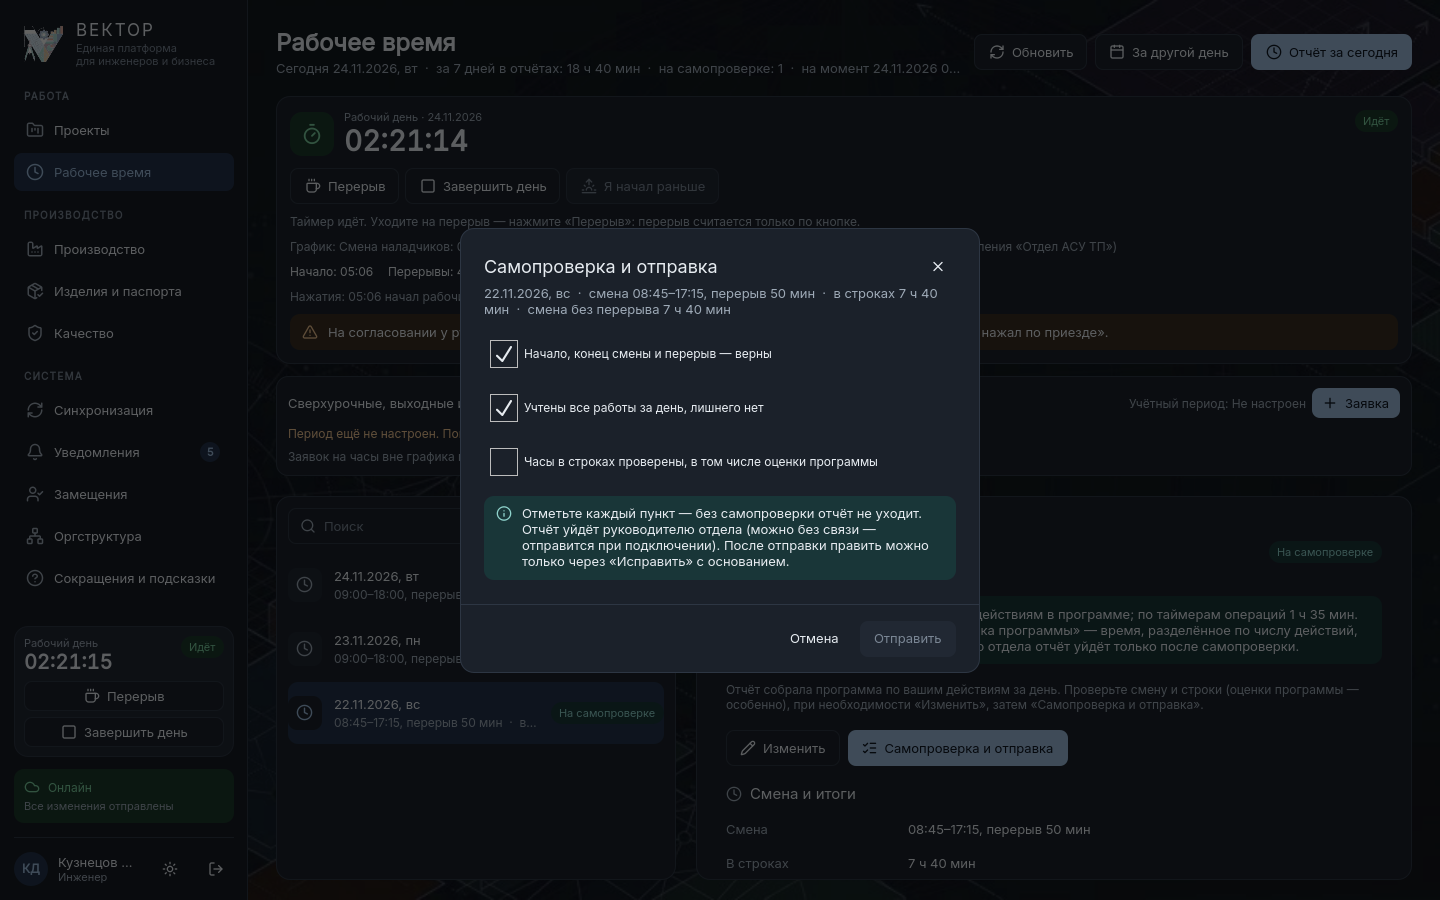 ВЕКТОР
Единая платформа
для инженеров и бизнеса
РАБОТА
Проекты
Рабочее время
ПРОИЗВОДСТВО
Производство
Изделия и паспорта
Качество
СИСТЕМА
Синхронизация
Уведомления 5
Замещения
Оргструктура
Сокращения и подсказки
Рабочий день Идёт
02:21:15
Перерыв
Завершить день
Онлайн
Все изменения отправлены
КД Кузнецов ...
Инженер
Рабочее время
Сегодня 24.11.2026, вт · за 7 дней в отчётах: 18 ч 40 мин · на самопроверке: 1 · на момент 24.11.2026 0...
Обновить За другой день Отчёт за сегодня
Рабочий день · 24.11.2026 Идёт
02:21:14
Перерыв Завершить день Я начал раньше
Таймер идёт. Уходите на перерыв — нажмите «Перерыв»: перерыв считается только по кнопке.
График: Смена наладчиков: ления «Отдел АСУ ТП»)
Начало: 05:06 Перерывы:
Нажатия: 05:06 начал
На согласовании у нажал по приезде».
Сверхурочные, выходные Учётный период: Не настроен Заявка
Период ещё не настроен.
Заявок на часы вне графика
Поиск
24.11.2026, вт
09:00–18:00, перерыв
23.11.2026, пн
09:00–18:00, перерыв
22.11.2026, вс
08:45–17:15, перерыв 50 мин · в... На самопроверке
Самопроверка и отправка
22.11.2026, вс · смена 08:45–17:15, перерыв 50 мин · в строках 7 ч 40
мин · смена без перерыва 7 ч 40 мин
Начало, конец смены и перерыв — верны
Учтены все работы за день, лишнего нет
Часы в строках проверены, в том числе оценки программы
Отметьте каждый пункт — без самопроверки отчёт не уходит.
Отчёт уйдёт руководителю отдела (можно без связи —
отправится при подключении). После отправки править можно
только через «Исправить» с основанием.
Отмена Отправить
На самопроверке
действиям в программе; по таймерам операций 1 ч 35 мин.
ка программы» — время, разделённое по числу действий,
отдела отчёт уйдёт только после самопроверки.
Отчёт собрала программа по вашим действиям за день. Проверьте смену и строки (оценки программы —
особенно), при необходимости «Изменить», затем «Самопроверка и отправка».
Изменить Самопроверка и отправка
Смена и итоги
Смена 08:45–17:15, перерыв 50 мин
В строках 7 ч 40 мин